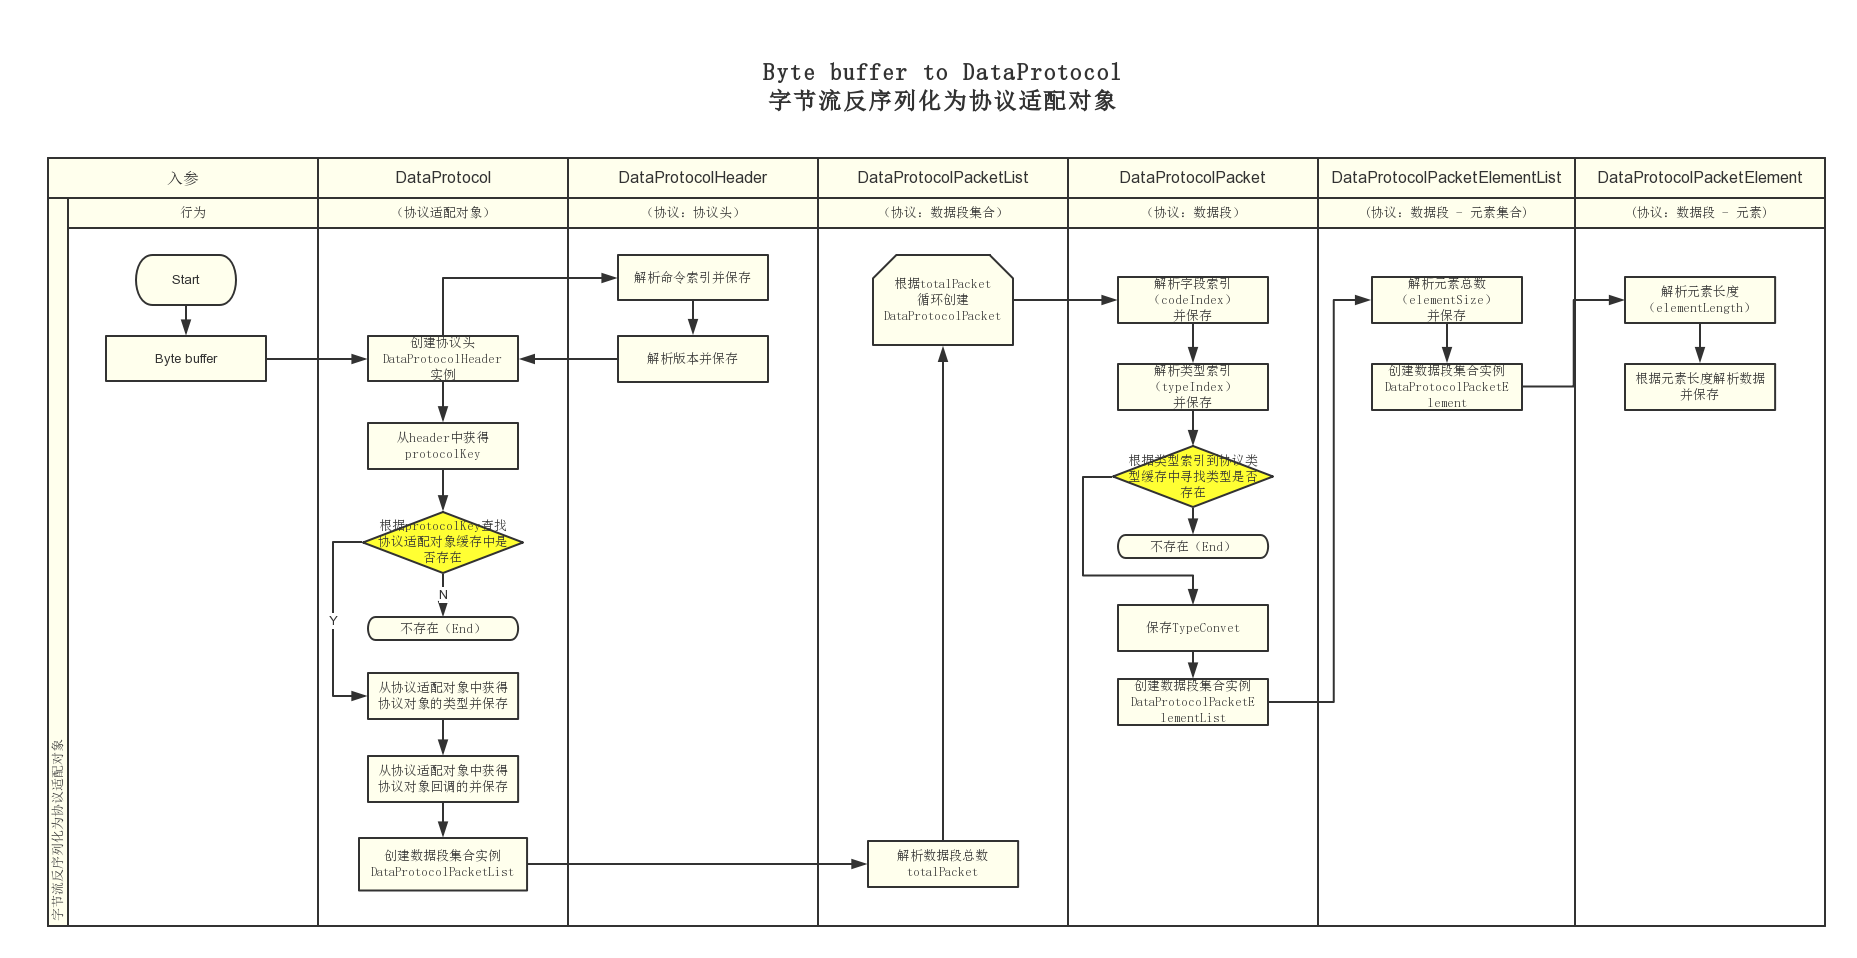 Byte buffer to DataProtocol
字节流反序列化为协议适配对象
入参
DataProtocol
DataProtocolHeader
DataProtocolPacketList
DataProtocolPacket
DataProtocolPacketElementList
DataProtocolPacketElement
行为
（协议适配对象）
（协议：协议头）
（协议：数据段集合）
（协议：数据段）
(协议：数据段 - 元素集合)
(协议：数据段 - 元素)
字节流反序列化为协议适配对象
Start
Byte buffer
创建协议头
DataProtocolHeader
实例
从header中获得
protocolKey
根据protocolKey查找
协议适配对象缓存中是
否存在
N
Y
不存在（End）
从协议适配对象中获得
协议对象的类型并保存
从协议适配对象中获得
协议对象回调的并保存
创建数据段集合实例
DataProtocolPacketList
解析命令索引并保存
解析版本并保存
根据totalPacket
循环创建
DataProtocolPacket
解析数据段总数
totalPacket
解析字段索引
（codeIndex）
并保存
解析类型索引
（typeIndex）
并保存
根据类型索引到协议类
型缓存中寻找类型是否
存在
不存在（End）
保存TypeConvet
创建数据段集合实例
DataProtocolPacketE
lementList
解析元素总数
（elementSize）
并保存
创建数据段集合实例
DataProtocolPacketE
lement
解析元素长度
（elementLength）
根据元素长度解析数据
并保存